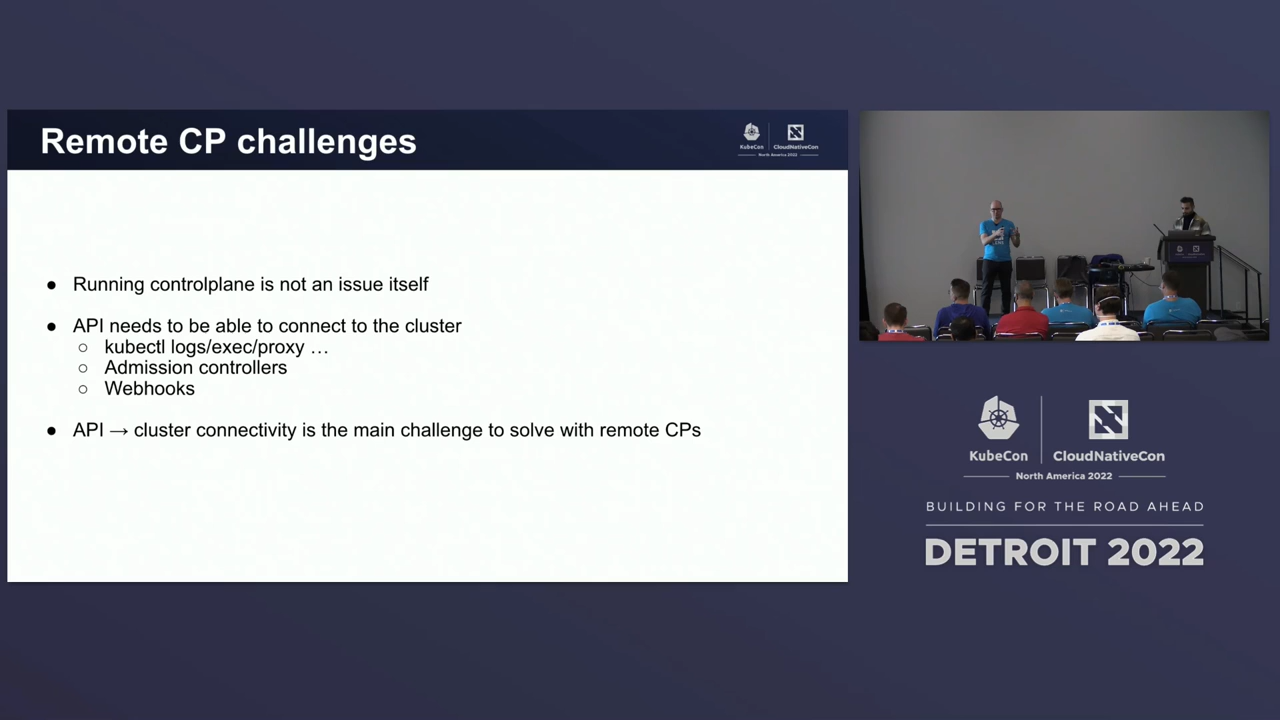 Remote CP challenges
KubeCon
CloudNativeCon
North America 2022
● Running controlplane is not an issue itself
● API needs to be able to connect to the cluster
○ kubectl logs/exec/proxy …
○ Admission controllers
○ Webhooks
● API → cluster connectivity is the main challenge to solve with remote CPs
KubeCon
CloudNativeCon
North America 2022
BUILDING FOR THE ROAD AHEAD
DETROIT 2022